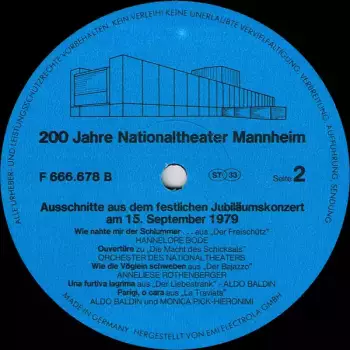 ALLE URHEBER- UND LEISTUNGSSCHUTZRECHTE VORBEHALTEN. KEIN VERLEIH! KEINE UNERLAUBTE VERVIELFÄLTIGUNG, VERMIETUNG, AUFFÜHRUNG, SENDUNG
200 Jahre Nationaltheater Mannheim
F 666.678 B
ST 33
Seite 2
Ausschnitte aus dem festlichen Jubiläumskonzert
am 15. September 1979
Wie nahte mir der Schlummer . . . aus „Der Freischütz"
HANNELORE BODE
Ouvertüre zu „Die Macht des Schicksals"
ORCHESTER DES NATIONALTHEATERS
Wie die Vöglein schweben aus „Der Bajazzo"
ANNELIESE ROTHENBERGER
Una furtiva lagrima aus „Der Liebestrank" - ALDO BALDIN
Parigi, o cara aus „La Traviata"
ALDO BALDIN und MONICA PICK-HIERONIMI
MADE IN GERMANY · HERGESTELLT VON EMI ELECTROLA GMBH